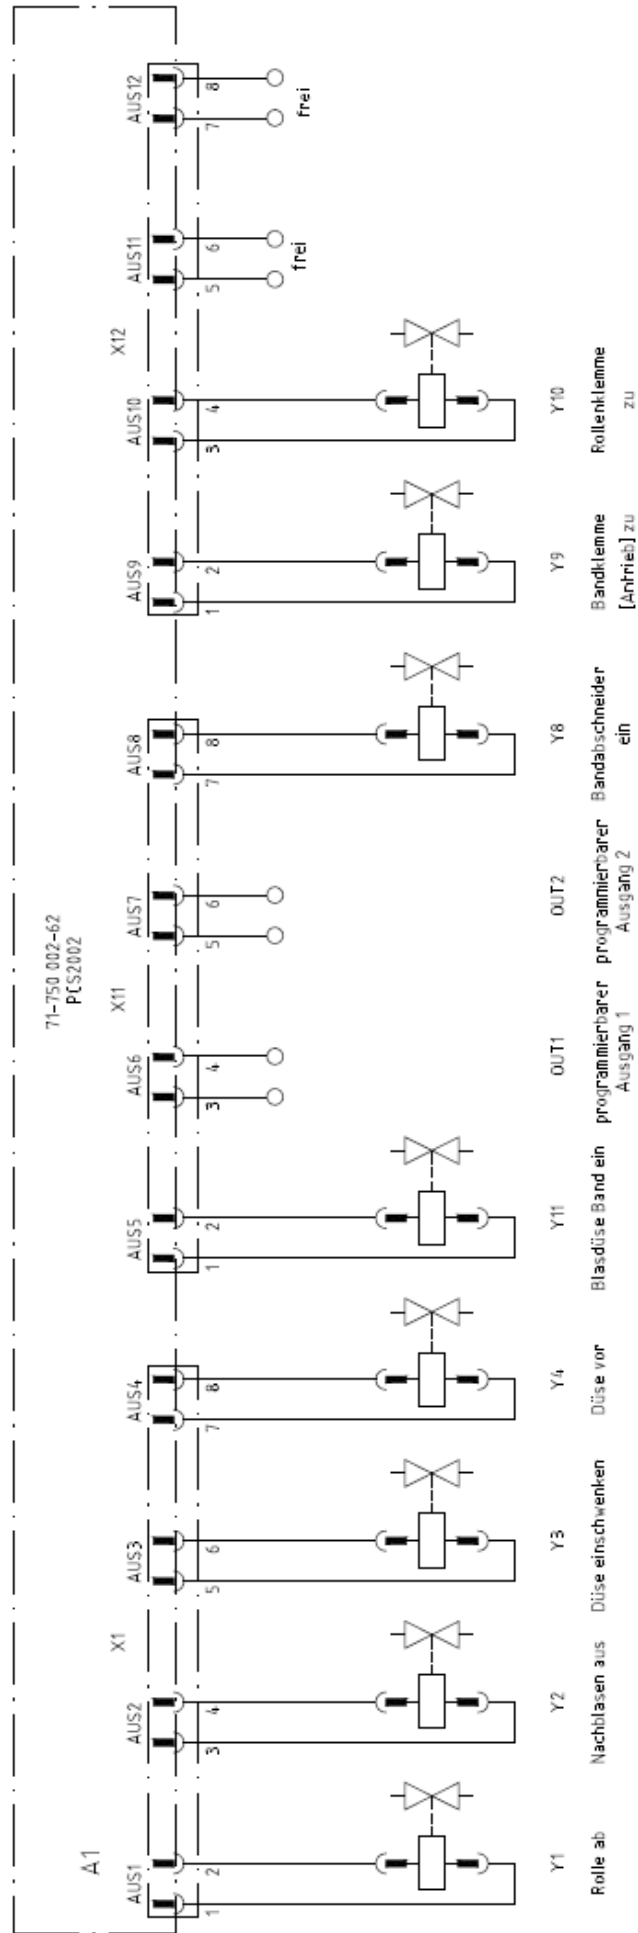 71-750 002-62
PCS2002
A1
X1 X11 X12
AUS1 AUS2 AUS3 AUS4 AUS5 AUS6 AUS7 AUS8 AUS9 AUS10 AUS11 AUS12
1 2 3 4 5 6 7 8 1 2 3 4 5 6 7 8 1 2 3 4 5 6 7 8
frei frei
Y1 Y2 Y3 Y4 Y11 OUT1 OUT2 Y8 Y9 Y10
Rolle ab
Nachblasen aus
Düse einschwenken
Düse vor
Blasdüse Band ein
programmierbarer
Ausgang 1
programmierbarer
Ausgang 2
Bandabschneider
ein
Bandklemme
[Antrieb] zu
Rollenklemme
zu